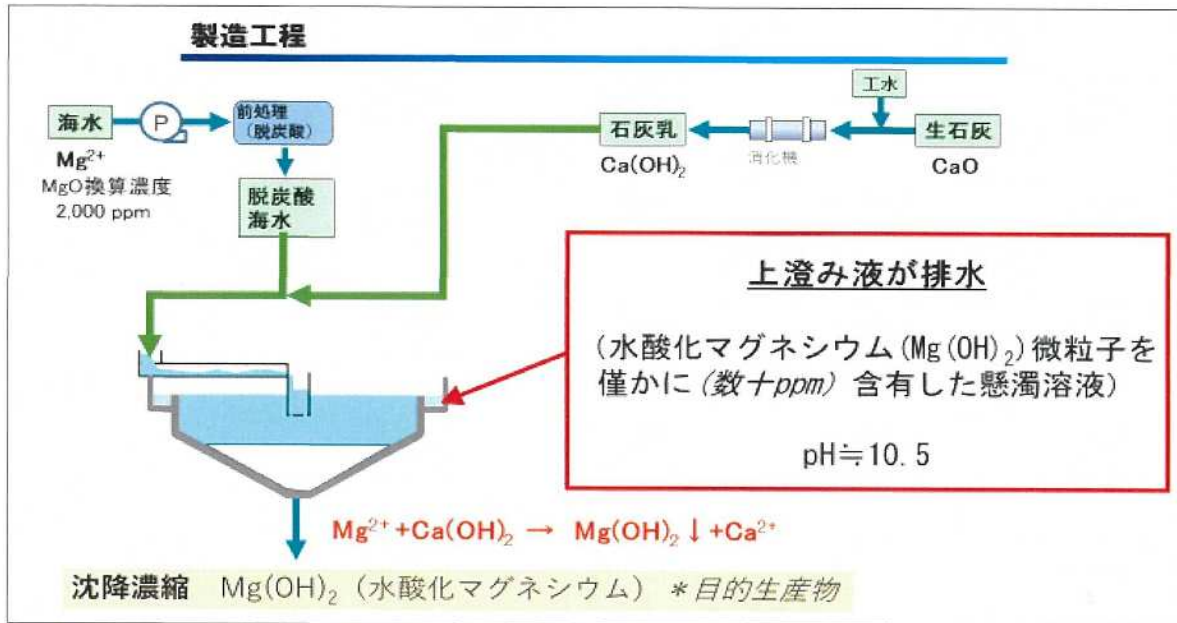 製造工程
海水
P
前処理
(脱炭酸)
Mg²⁺
MgO換算濃度
2,000 ppm
脱炭酸
海水
石灰乳
Ca(OH)₂
消化機
工水
生石灰
CaO
上澄み液が排水
(水酸化マグネシウム(Mg(OH)₂)微粒子を
僅かに(数十ppm)含有した懸濁溶液)
pH≒10.5
Mg²⁺+Ca(OH)₂ → Mg(OH)₂↓+Ca²⁺
沈降濃縮 Mg(OH)₂(水酸化マグネシウム)*目的生産物